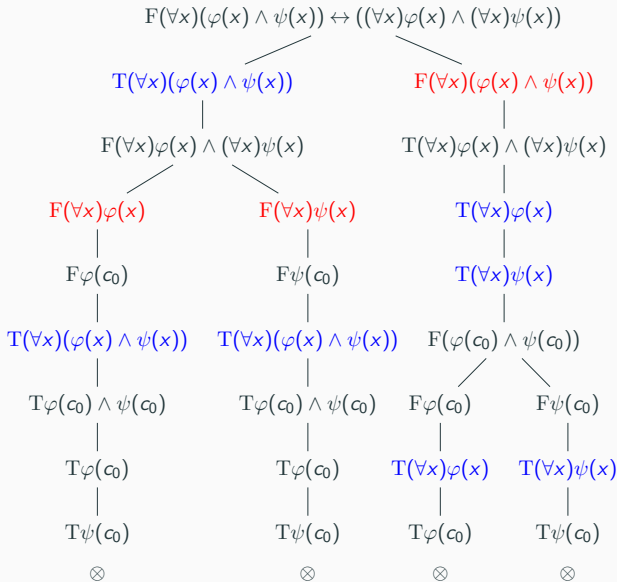 F(∀x)(φ(x) ∧ ψ(x)) ↔ ((∀x)φ(x) ∧ (∀x)ψ(x))
T(∀x)(φ(x) ∧ ψ(x)) F(∀x)(φ(x) ∧ ψ(x))
F(∀x)φ(x) ∧ (∀x)ψ(x) T(∀x)φ(x) ∧ (∀x)ψ(x)
F(∀x)φ(x) F(∀x)ψ(x) T(∀x)φ(x)
Fφ(c₀) Fψ(c₀) T(∀x)ψ(x)
T(∀x)(φ(x) ∧ ψ(x)) T(∀x)(φ(x) ∧ ψ(x)) F(φ(c₀) ∧ ψ(c₀))
Tφ(c₀) ∧ ψ(c₀) Tφ(c₀) ∧ ψ(c₀) Fφ(c₀) Fψ(c₀)
Tφ(c₀) Tφ(c₀) T(∀x)φ(x) T(∀x)ψ(x)
Tψ(c₀) Tψ(c₀) Tφ(c₀) Tψ(c₀)
⊗ ⊗ ⊗ ⊗